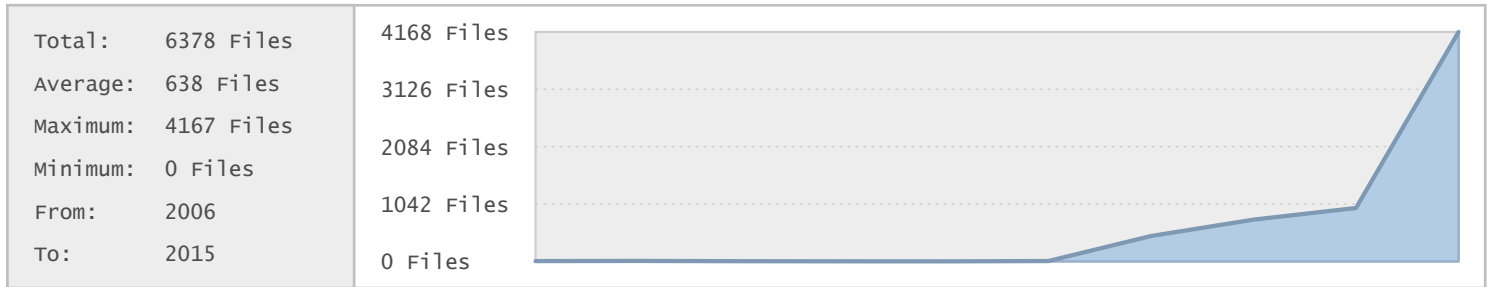 Total: 6378 Files
Average: 638 Files
Maximum: 4167 Files
Minimum: 0 Files
From: 2006
To: 2015
4168 Files
3126 Files
2084 Files
1042 Files
0 Files